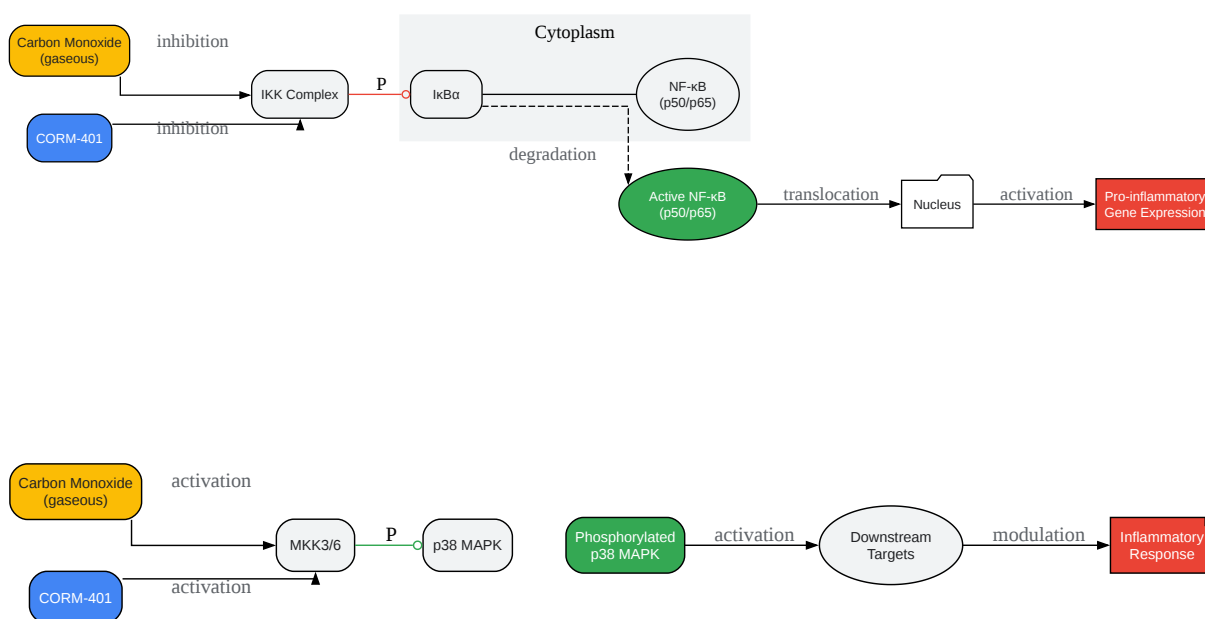 Cytoplasm
Carbon Monoxide
(gaseous)
inhibition
IKK Complex
P
IκBα
NF-κB
(p50/p65)
CORM-401
inhibition
degradation
Active NF-κB
(p50/p65)
translocation
Nucleus
activation
Pro-inflammatory
Gene Expression
Carbon Monoxide
(gaseous)
activation
MKK3/6
P
p38 MAPK
Phosphorylated
p38 MAPK
activation
Downstream
Targets
modulation
Inflammatory
Response
CORM-401
activation